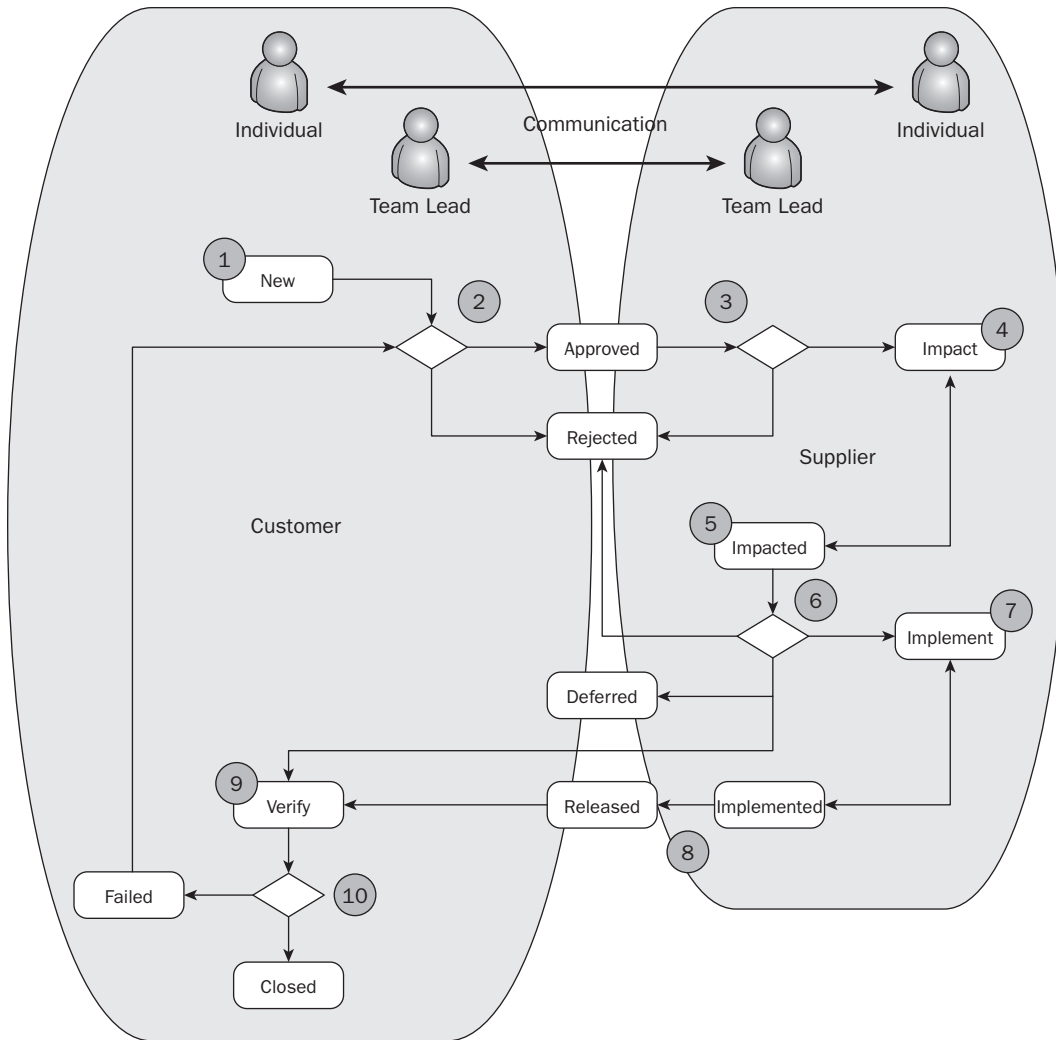 Individual
Communication
Individual
Team Lead
Team Lead
1
New
2
3
Approved
4
Impact
Rejected
Supplier
Customer
5
Impacted
6
7
Implement
Deferred
9
Verify
Released
Implemented
8
Failed
10
Closed